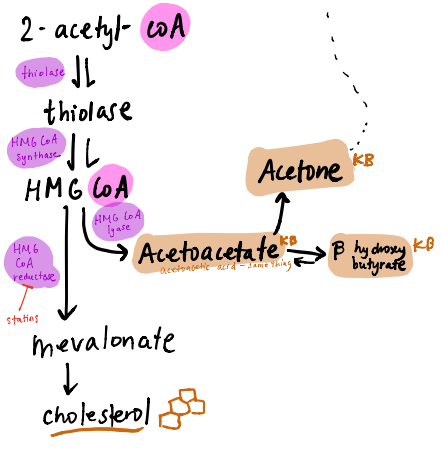 2-acetyl-CoA
thiolase
thiolase
HMG CoA
synthase
HMG CoA
HMG CoA
lyase
Acetone KB
Acetoacetate KB
acetoacetic acid - same thing
β hydroxy KB
butyrate
HMG
CoA
reductase
statins
mevalonate
cholesterol